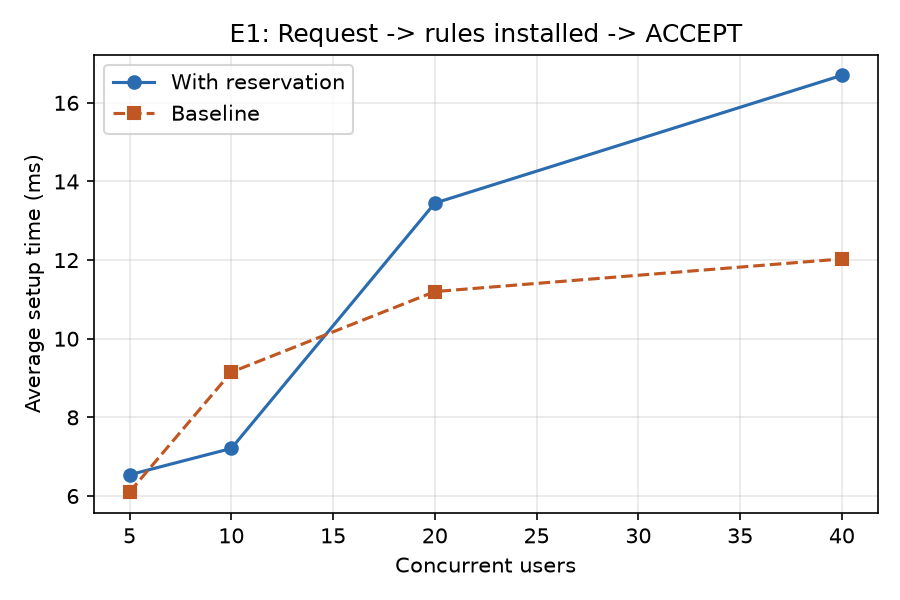 E1: Request -> rules installed -> ACCEPT
With reservation
Baseline
Average setup time (ms)
16
14
12
10
8
6
5
10
15
20
25
30
35
40
Concurrent users